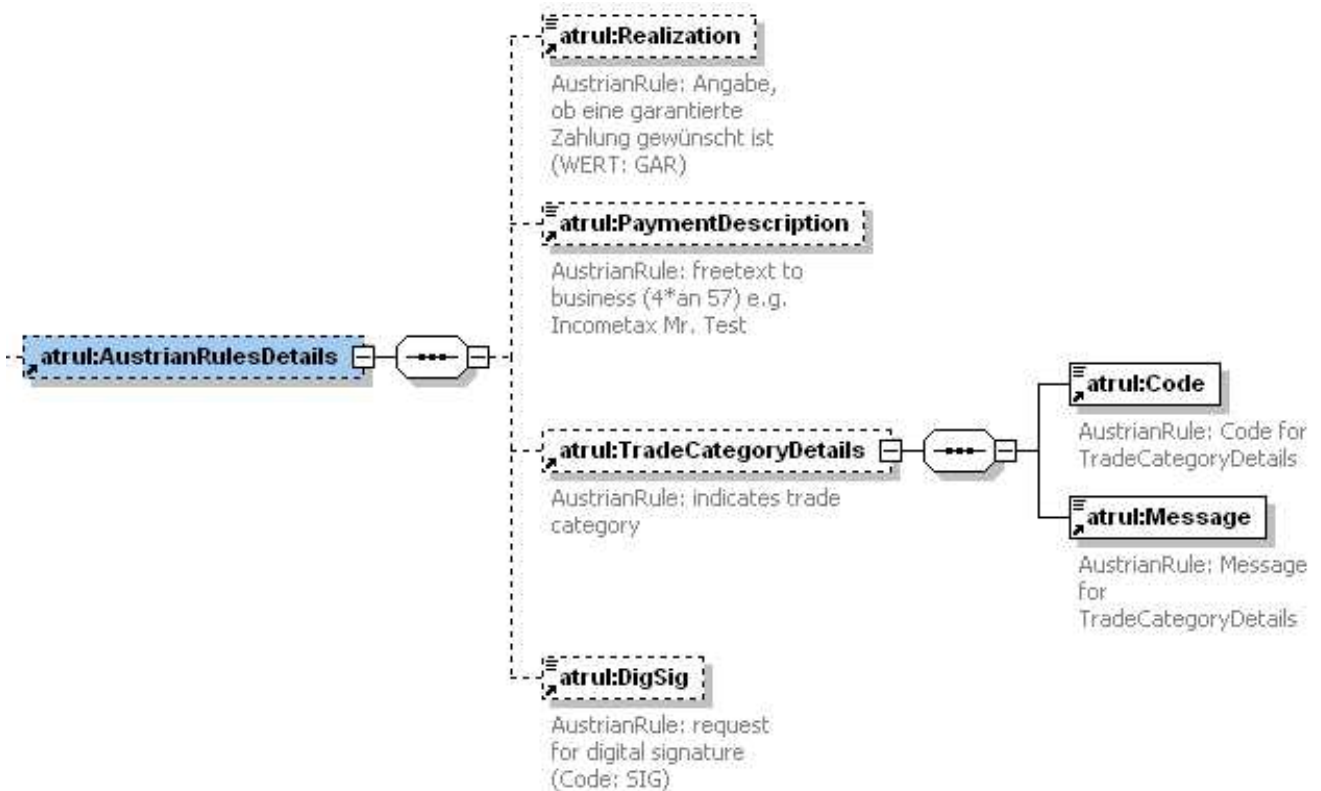 atrul:Realization
AustrianRule: Angabe,
ob eine garantierte
Zahlung gewünscht ist
(WERT: GAR)
atrul:PaymentDescription
AustrianRule: freetext to
business (4*an 57) e.g.
Incometax Mr. Test
atrul:AustrianRulesDetails
atrul:TradeCategoryDetails
AustrianRule: indicates trade
category
atrul:Code
AustrianRule: Code for
TradeCategoryDetails
atrul:Message
AustrianRule: Message
for
TradeCategoryDetails
atrul:DigSig
AustrianRule: request
for digital signature
(Code: SIG)